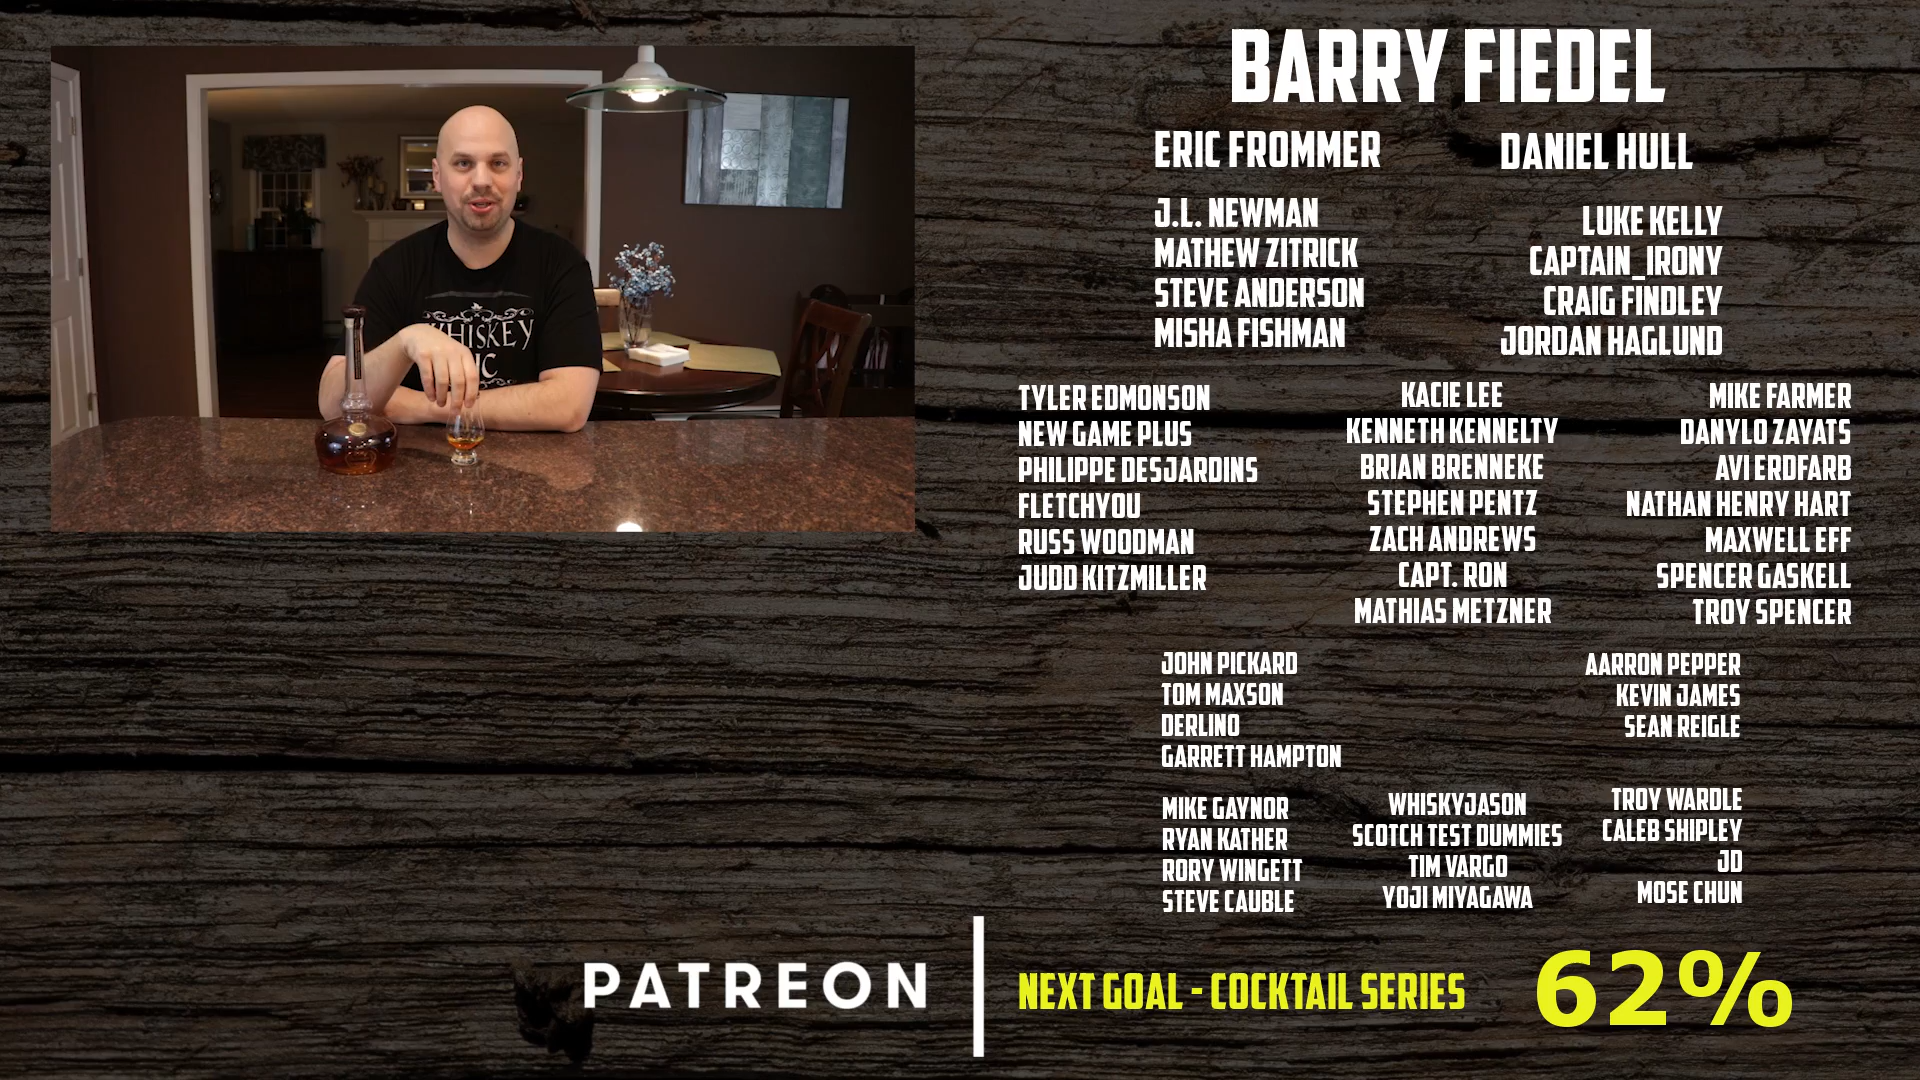 BARRY FIEDEL
ERIC FROMMER
DANIEL HULL
J.L. NEWMAN
MATHEW ZITRICK
STEVE ANDERSON
MISHA FISHMAN
LUKE KELLY
CAPTAIN_IRONY
CRAIG FINDLEY
JORDAN HAGLUND
TYLER EDMONSON
NEW GAME PLUS
PHILIPPE DESJARDINS
FLETCHYOU
RUSS WOODMAN
JUDD KITZMILLER
KACIE LEE
KENNETH KENNELTY
BRIAN BRENNEKE
STEPHEN PENTZ
ZACH ANDREWS
CAPT. RON
MATHIAS METZNER
MIKE FARMER
DANYLO ZAYATS
AVI ERDFARB
NATHAN HENRY HART
MAXWELL EFF
SPENCER GASKELL
TROY SPENCER
JOHN PICKARD
TOM MAXSON
DERLINO
GARRETT HAMPTON
AARRON PEPPER
KEVIN JAMES
SEAN REIGLE
MIKE GAYNOR
RYAN KATHER
RORY WINGETT
STEVE CAUBLE
WHISKYJASON
SCOTCH TEST DUMMIES
TIM VARGO
YOJI MIYAGAWA
TROY WARDLE
CALEB SHIPLEY
JD
MOSE CHUN
WHISKEY
PATREON
NEXT GOAL - COCKTAIL SERIES
62%